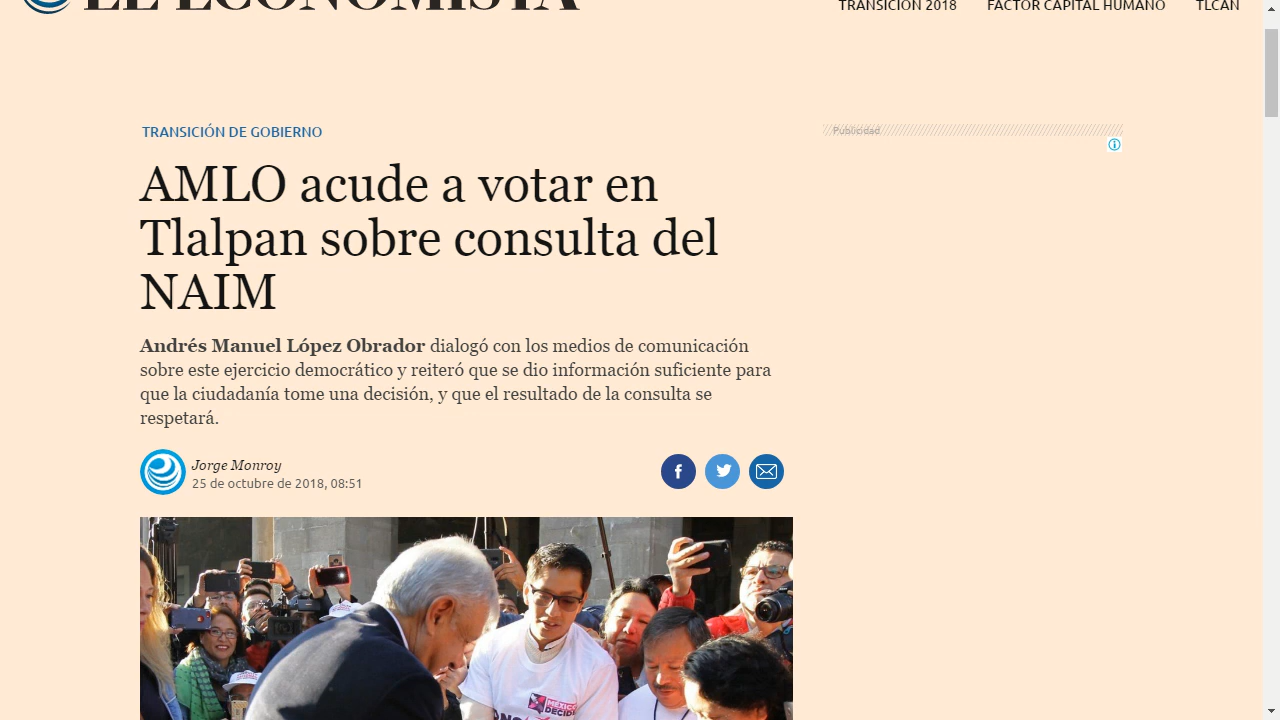 EL ECONOMISTA
TRANSICIÓN 2018 FACTOR CAPITAL HUMANO TLCAN
TRANSICIÓN DE GOBIERNO
Publicidad
AMLO acude a votar en
Tlalpan sobre consulta del
NAIM
Andrés Manuel López Obrador dialogó con los medios de comunicación
sobre este ejercicio democrático y reiteró que se dio información suficiente para
que la ciudadanía tome una decisión, y que el resultado de la consulta se
respetará.
Jorge Monroy
25 de octubre de 2018, 08:51
MÉXICO
DECIDE